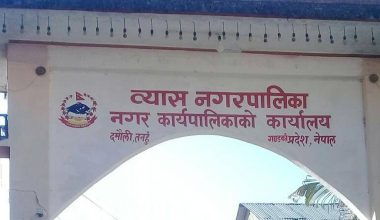 व्यास नगरपालिका
नगर कार्यपालिकाको कार्यालय
दमौली, तनहुँ गण्डकी प्रदेश, नेपाल